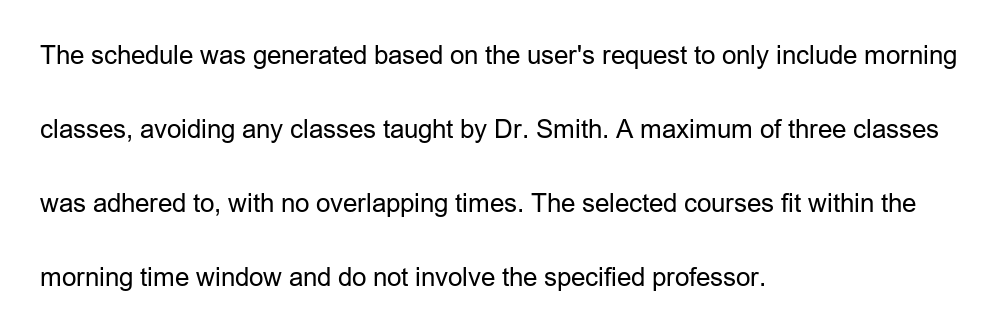 The schedule was generated based on the user's request to only include morning
classes, avoiding any classes taught by Dr. Smith. A maximum of three classes
was adhered to, with no overlapping times. The selected courses fit within the
morning time window and do not involve the specified professor.